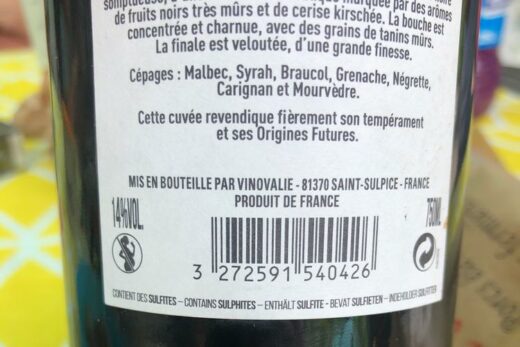 somptueuse, marquée par des arômes
de fruits noirs très mûrs et de cerise kirschée. La bouche est
concentrée et charnue, avec des grains de tanins mûrs.
La finale est veloutée, d'une grande finesse.
Cépages : Malbec, Syrah, Braucol, Grenache, Négrette,
Carignan et Mourvèdre.
Cette cuvée revendique fièrement son tempérament
et ses Origines Futures.
MIS EN BOUTEILLE PAR VINOVALIE - 81370 SAINT-SULPICE - FRANCE
PRODUIT DE FRANCE
14%VOL.
750ML
3 272591 540426
CONTIENT DES SULFITES – CONTAINS SULPHITES – ENTHÄLT SULFITE - BEVAT SULFIETEN – INDEHOLDER SULFITTER